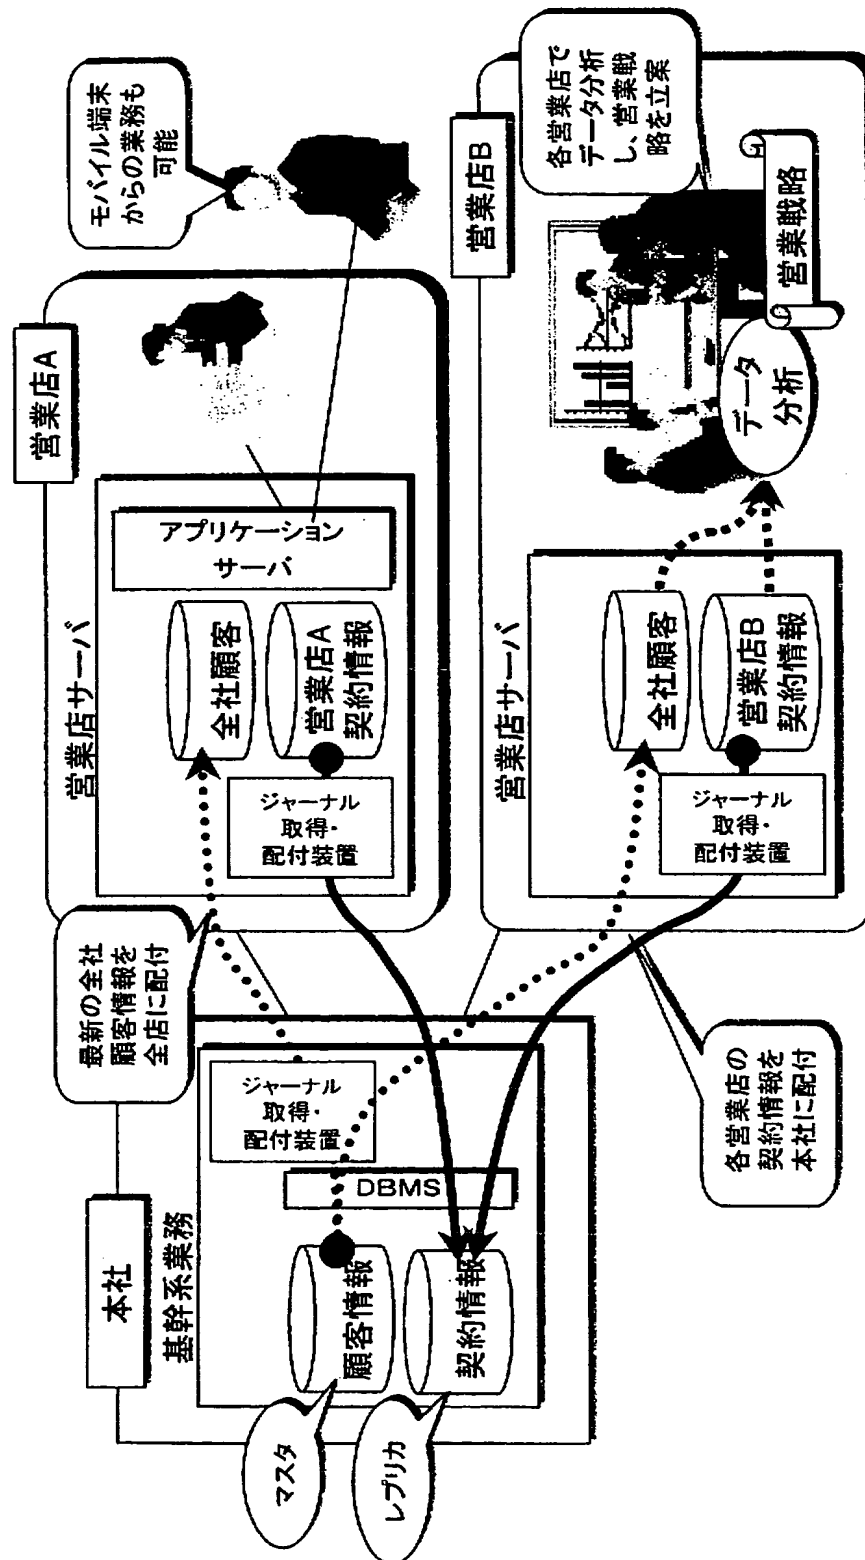 本社
基幹系業務
マスタ
顧客情報
レプリカ
契約情報
DBMS
ジャーナル
取得・
配付装置
最新の全社
顧客情報を
全店に配付
各営業店の
契約情報を
本社に配付
営業店A
営業店サーバ
ジャーナル
取得・
配付装置
全社顧客
営業店A
契約情報
アプリケーション
サーバ
モバイル端末
からの業務も
可能
営業店B
営業店サーバ
ジャーナル
取得・
配付装置
全社顧客
営業店B
契約情報
データ
分析
営業戦略
各営業店で
データ分析
し、営業戦
略を立案